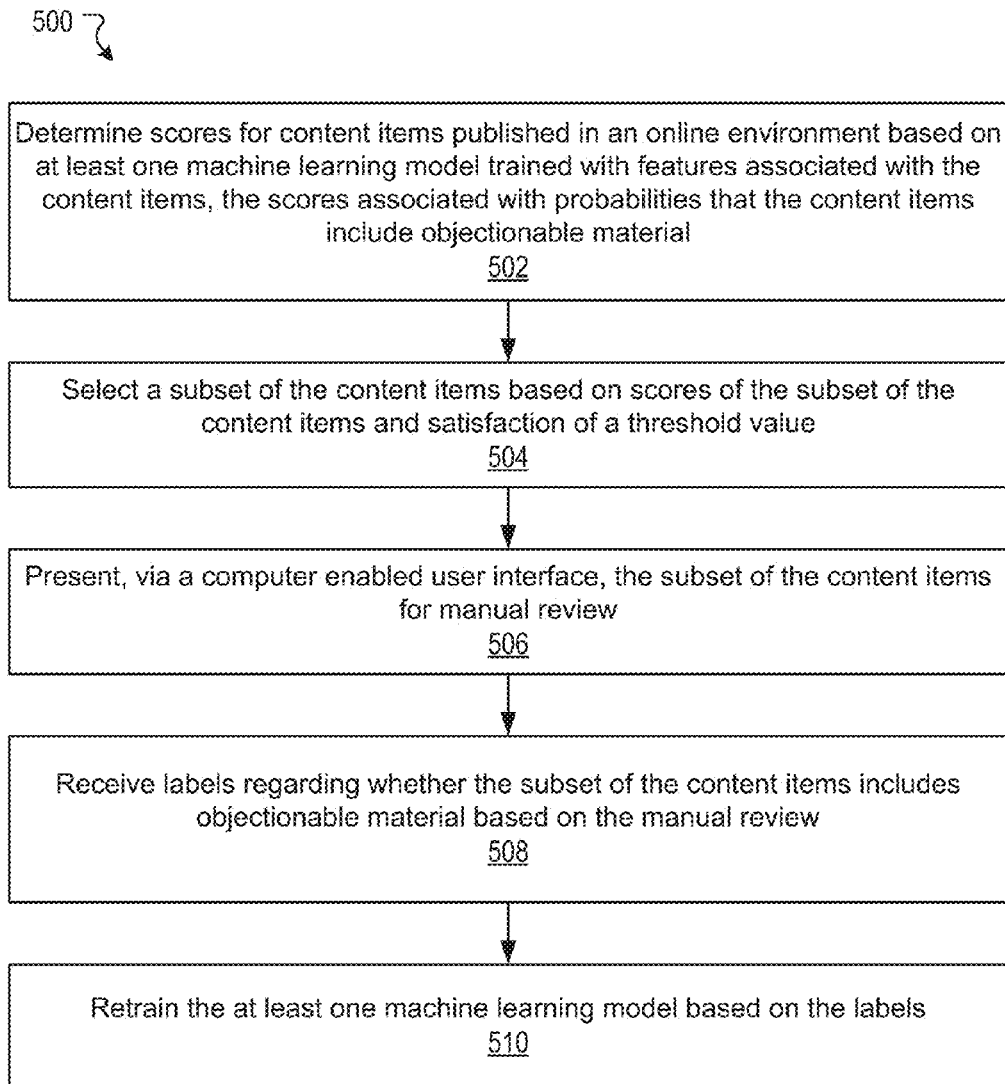 500
Determine scores for content items published in an online environment based on
at least one machine learning model trained with features associated with the
content items, the scores associated with probabilities that the content items
include objectionable material
502
Select a subset of the content items based on scores of the subset of the
content items and satisfaction of a threshold value
504
Present, via a computer enabled user interface, the subset of the content items
for manual review
506
Receive labels regarding whether the subset of the content items includes
objectionable material based on the manual review
508
Retrain the at least one machine learning model based on the labels
510